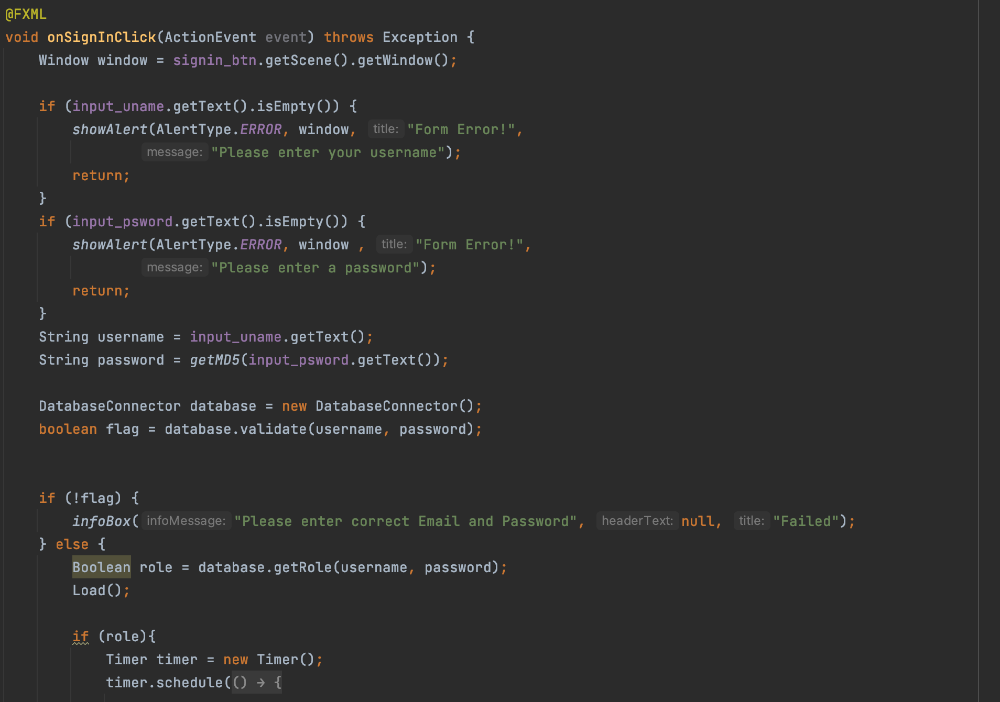 @FXML
void onSignInClick(ActionEvent event) throws Exception {
Window window = signin_btn.getScene().getWindow();
if (input_uname.getText().isEmpty()) {
showAlert(AlertType.ERROR, window, title: "Form Error!",
message: "Please enter your username");
return;
}
if (input_psword.getText().isEmpty()) {
showAlert(AlertType.ERROR, window , title: "Form Error!",
message: "Please enter a password");
return;
}
String username = input_uname.getText();
String password = getMD5(input_psword.getText());
DatabaseConnector database = new DatabaseConnector();
boolean flag = database.validate(username, password);
if (!flag) {
infoBox( infoMessage: "Please enter correct Email and Password", headerText: null, title: "Failed");
} else {
Boolean role = database.getRole(username, password);
Load();
if (role){
Timer timer = new Timer();
timer.schedule(() → {